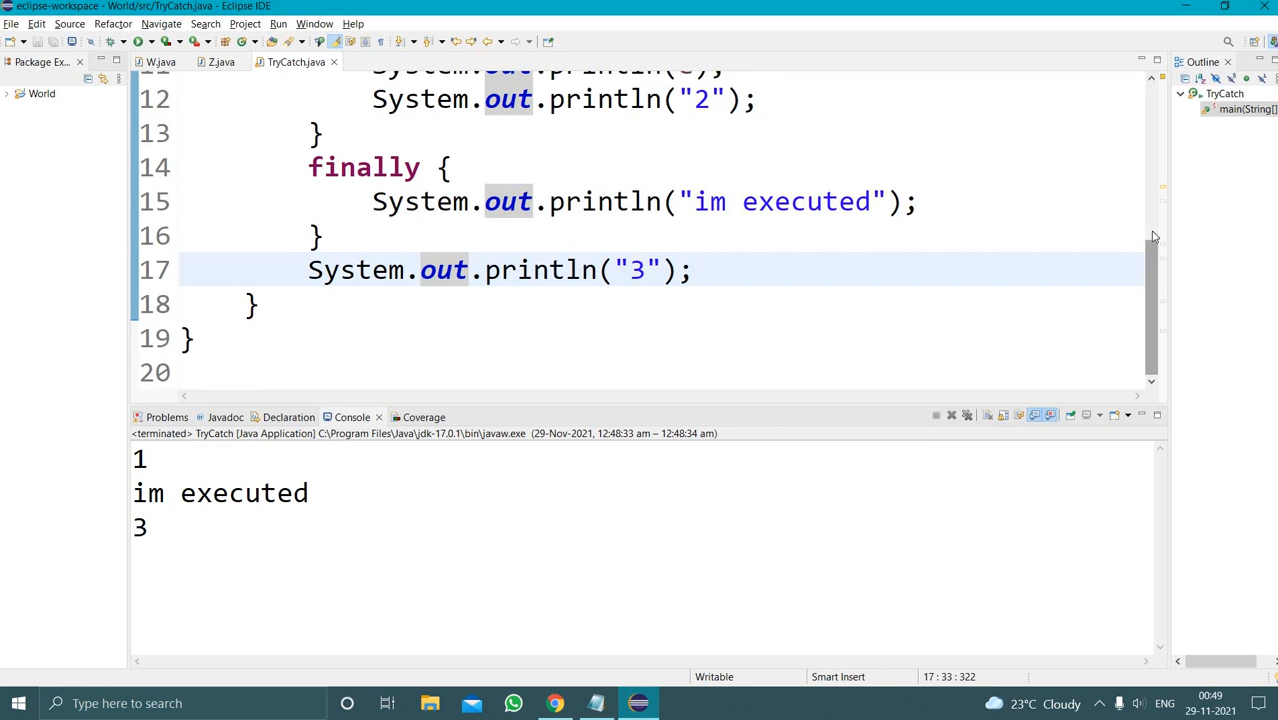 eclipse-workspace - World/src/TryCatch.java - Eclipse IDE
File Edit Source Refactor Navigate Search Project Run Window Help
Package Ex...
W.java Z.java TryCatch.java
Outline
World
TryCatch
main(String[]
System.out.println(e);
12 System.out.println("2");
13 }
14 finally {
15 System.out.println("im executed");
16 }
17 System.out.println("3");
18 }
19 }
20
Problems Javadoc Declaration Console Coverage
<terminated> TryCatch [Java Application] C:\Program Files\Java\jdk-17.0.1\bin\javaw.exe (29-Nov-2021, 12:48:33 am – 12:48:34 am)
1
im executed
3
Writable Smart Insert 17 : 33 : 322
Type here to search
23°C Cloudy
ENG
00:49
29-11-2021